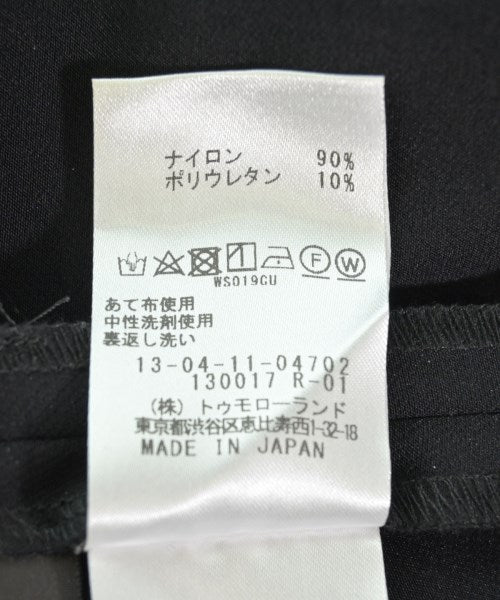 ナイロン 90%
ポリウレタン 10%
F W
WS019GU
あて布使用
中性洗剤使用
裏返し洗い
13-04-11-04702
130017 R-01
(株) トゥモローランド
東京都渋谷区恵比寿西1-32-18
MADE IN JAPAN